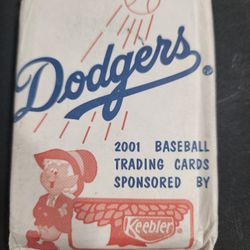 Dodgers®
2001 BASEBALL
TRADING CARDS
SPONSORED BY
Keebler®